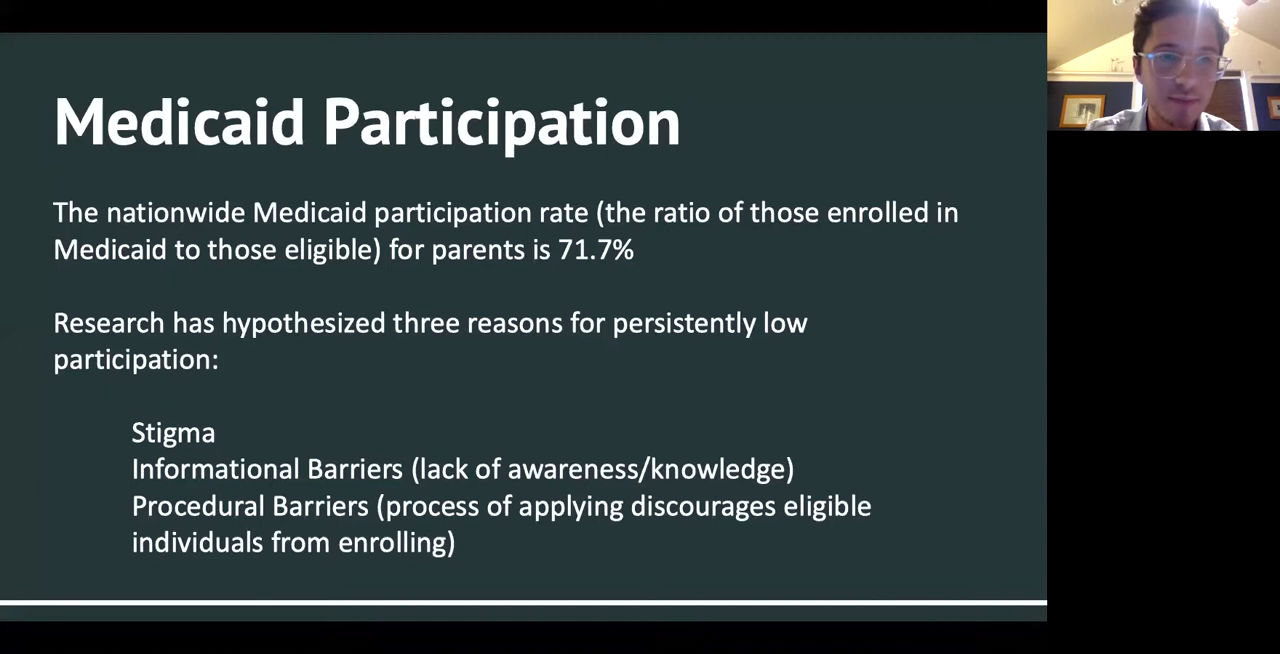 Medicaid Participation
The nationwide Medicaid participation rate (the ratio of those enrolled in
Medicaid to those eligible) for parents is 71.7%
Research has hypothesized three reasons for persistently low
participation:
Stigma
Informational Barriers (lack of awareness/knowledge)
Procedural Barriers (process of applying discourages eligible
individuals from enrolling)